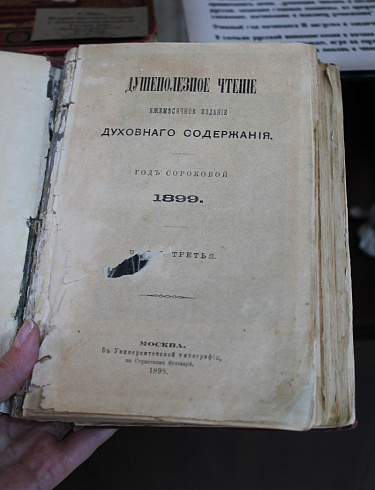 ДУШЕПОЛЕЗНОЕ ЧТЕНІЕ
ЕЖЕМѢСЯЧНОЕ ИЗДАНІЕ
ДУХОВНАГО СОДЕРЖАНІЯ.
ГОДЪ СОРОКОВОЙ
1899.
ТРЕТЬЯ.
МОСКВА.
Въ Университетской типографіи,
на Страстномъ бульварѣ.
1899.